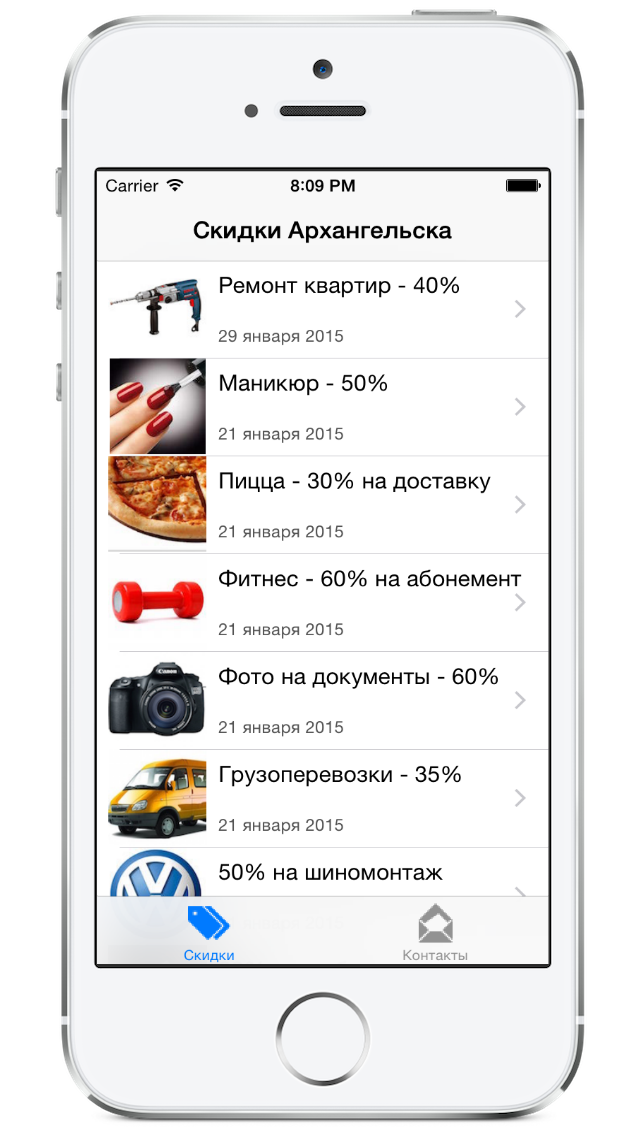 Carrier 8:09 PM
Скидки Архангельска
Ремонт квартир - 40%
29 января 2015
Маникюр - 50%
21 января 2015
Пицца - 30% на доставку
21 января 2015
Фитнес - 60% на абонемент
21 января 2015
Canon
Фото на документы - 60%
21 января 2015
Грузоперевозки - 35%
21 января 2015
50% на шиномонтаж
Скидки
Контакты